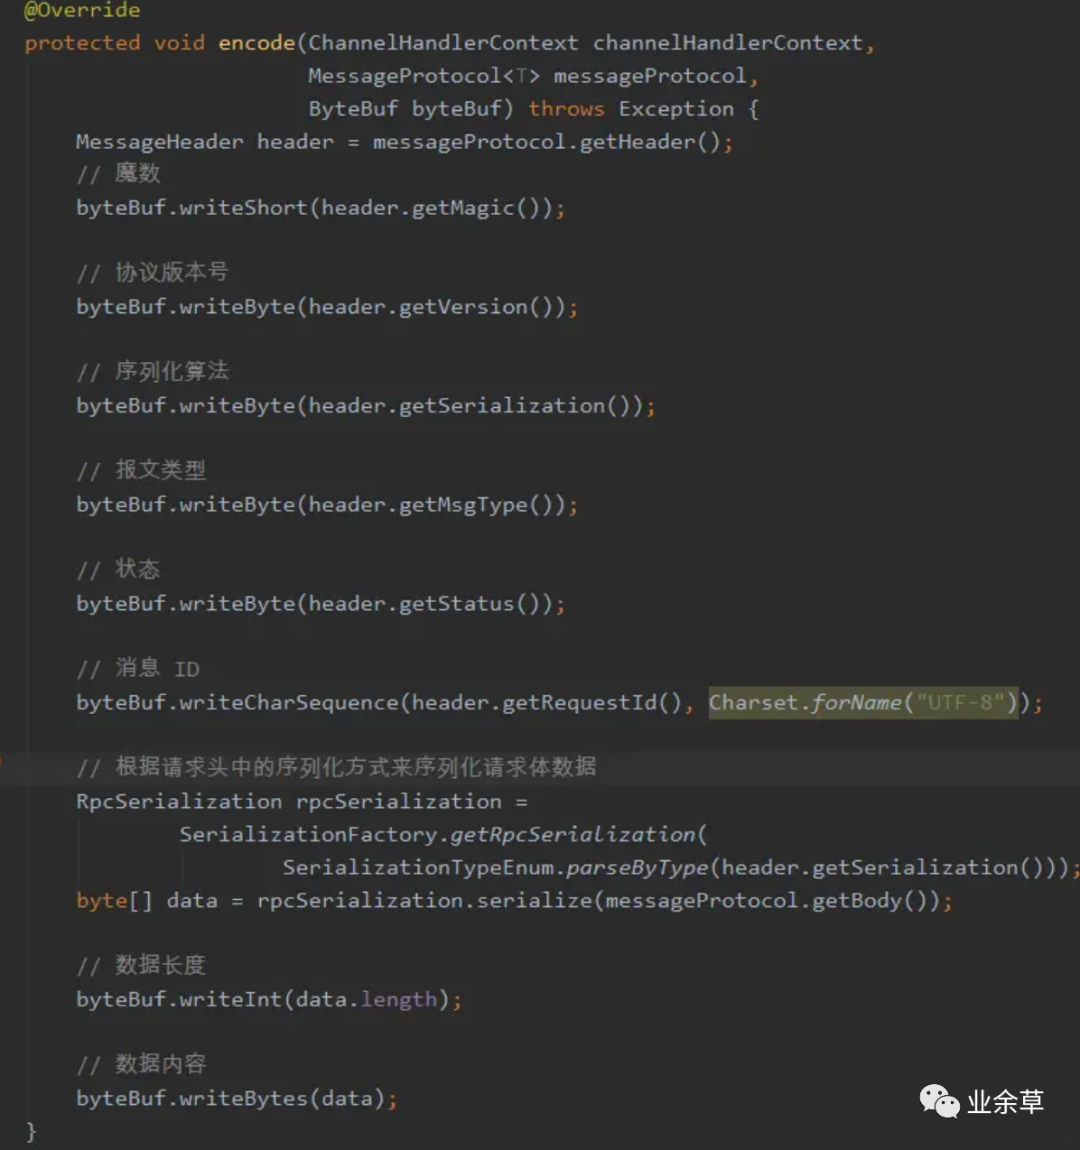 @Override
protected void encode(ChannelHandlerContext channelHandlerContext,
MessageProtocol<T> messageProtocol,
ByteBuf byteBuf) throws Exception {
MessageHeader header = messageProtocol.getHeader();
// 魔数
byteBuf.writeShort(header.getMagic());
// 协议版本号
byteBuf.writeByte(header.getVersion());
// 序列化算法
byteBuf.writeByte(header.getSerialization());
// 报文类型
byteBuf.writeByte(header.getMsgType());
// 状态
byteBuf.writeByte(header.getStatus());
// 消息 ID
byteBuf.writeCharSequence(header.getRequestId(), Charset.forName("UTF-8"));
// 根据请求头中的序列化方式来序列化请求体数据
RpcSerialization rpcSerialization =
SerializationFactory.getRpcSerialization(
SerializationTypeEnum.parseByType(header.getSerialization()));
byte[] data = rpcSerialization.serialize(messageProtocol.getBody());
// 数据长度
byteBuf.writeInt(data.length);
// 数据内容
byteBuf.writeBytes(data);
}
业余草